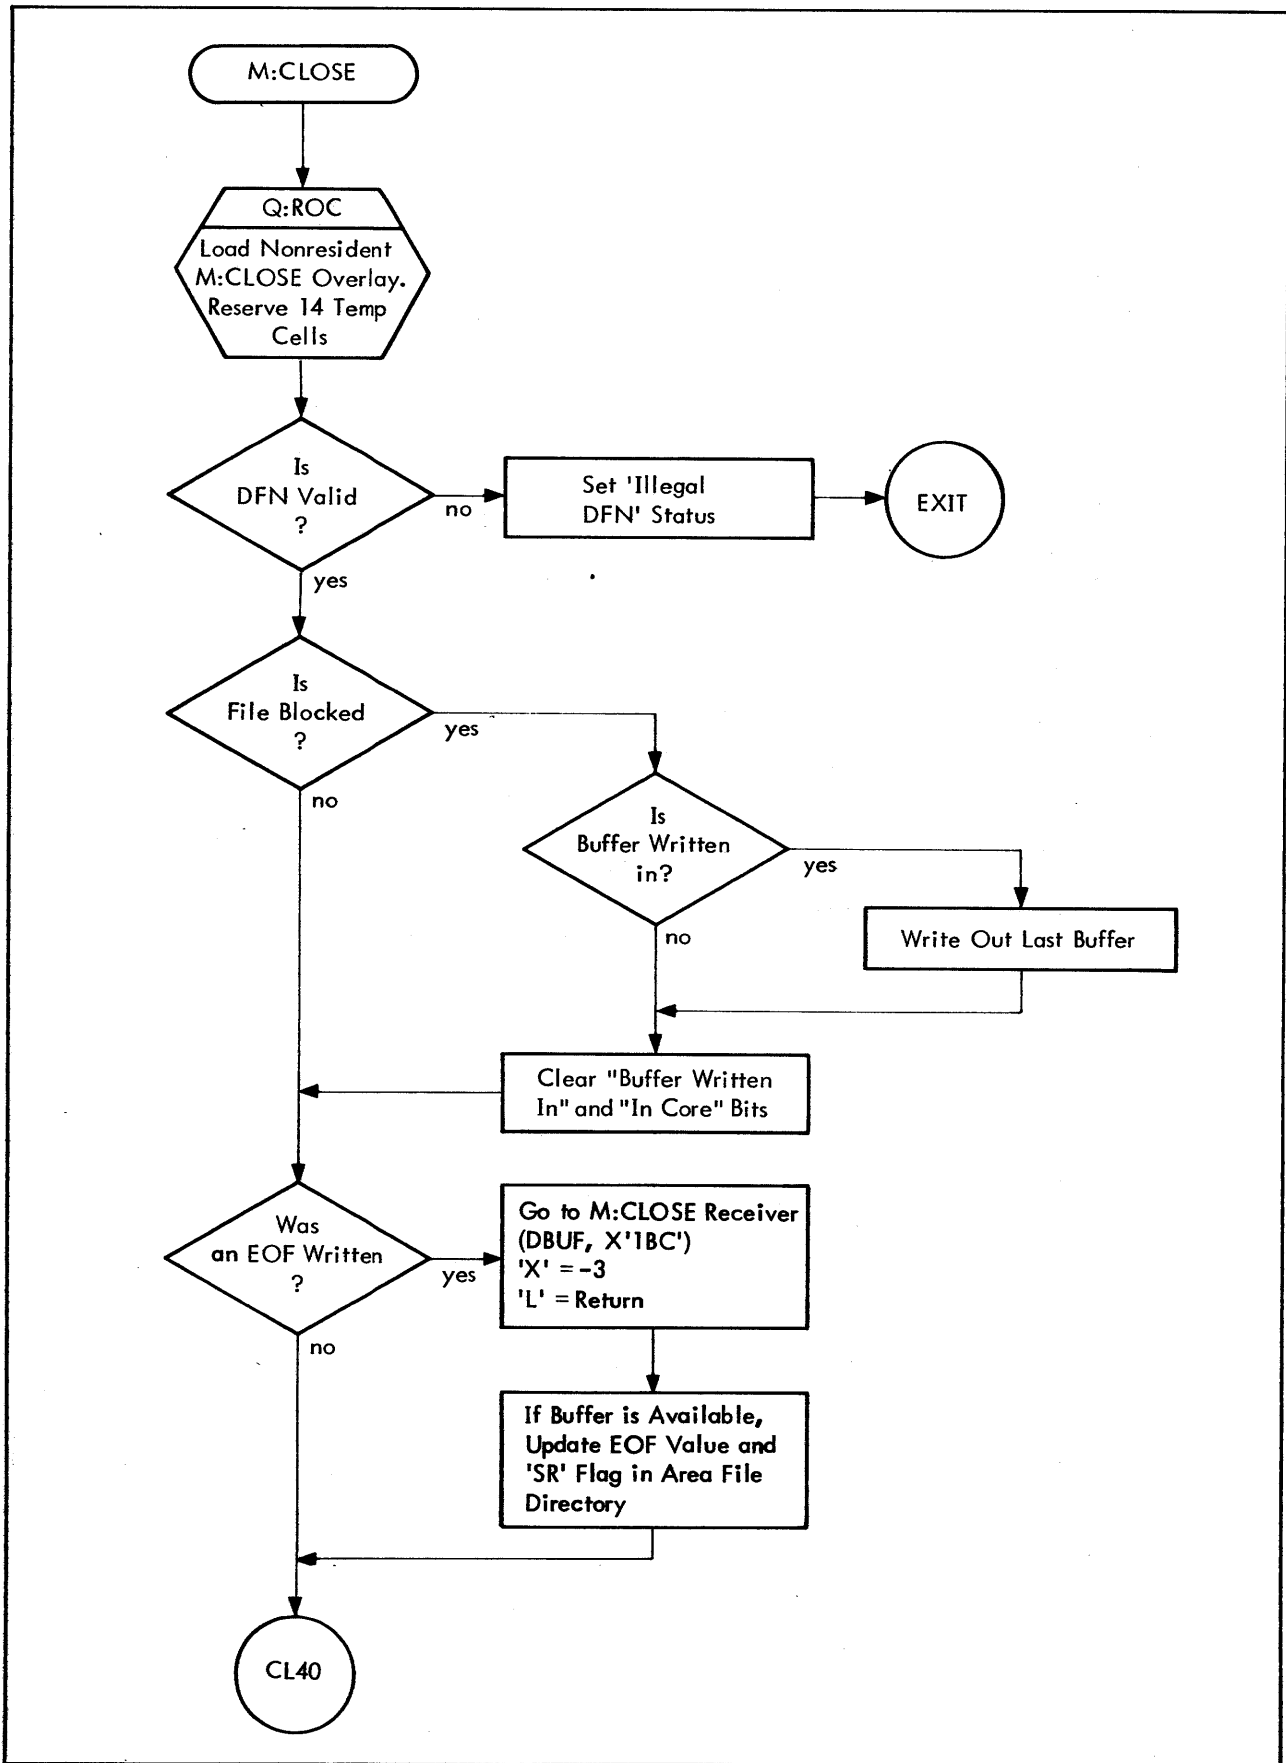 M:CLOSE
Q:ROC
Load Nonresident
M:CLOSE Overlay.
Reserve 14 Temp
Cells
Is
DFN Valid
?
no
Set 'Illegal
DFN' Status
EXIT
yes
Is
File Blocked
?
yes
no
Is
Buffer Written
in?
yes
no
Write Out Last Buffer
Clear "Buffer Written
In" and "In Core" Bits
Was
an EOF Written
?
yes
no
Go to M:CLOSE Receiver
(DBUF, X'1BC')
'X' = -3
'L' = Return
If Buffer is Available,
Update EOF Value and
'SR' Flag in Area File
Directory
CL40